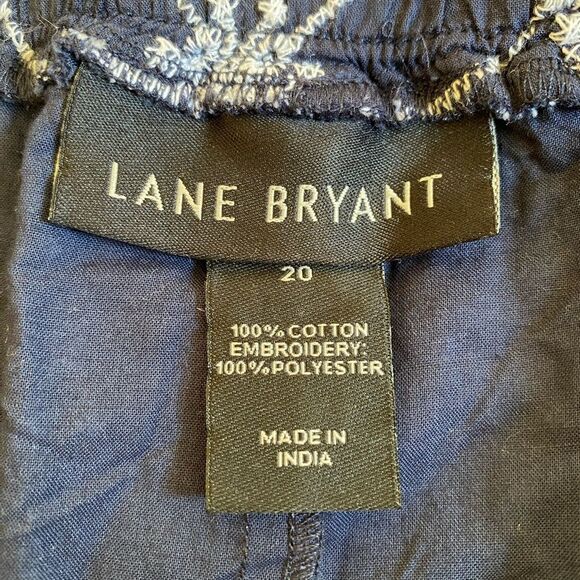 LANE BRYANT
20
100% COTTON
EMBROIDERY:
100% POLYESTER
MADE IN
INDIA